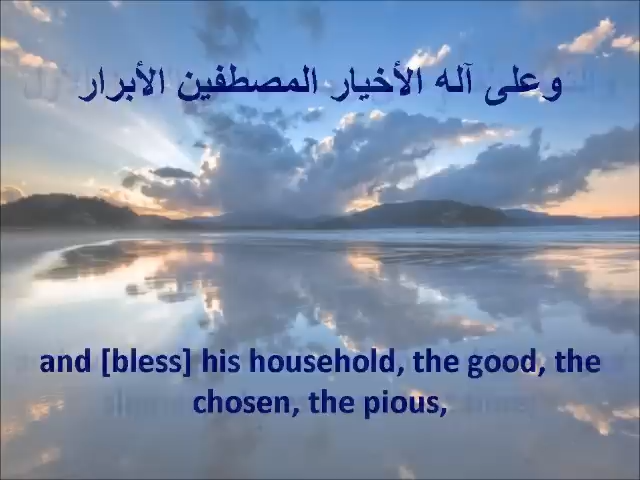 وعلى آله الأخيار المصطفين الأبرار
and [bless] his household, the good, the
chosen, the pious,